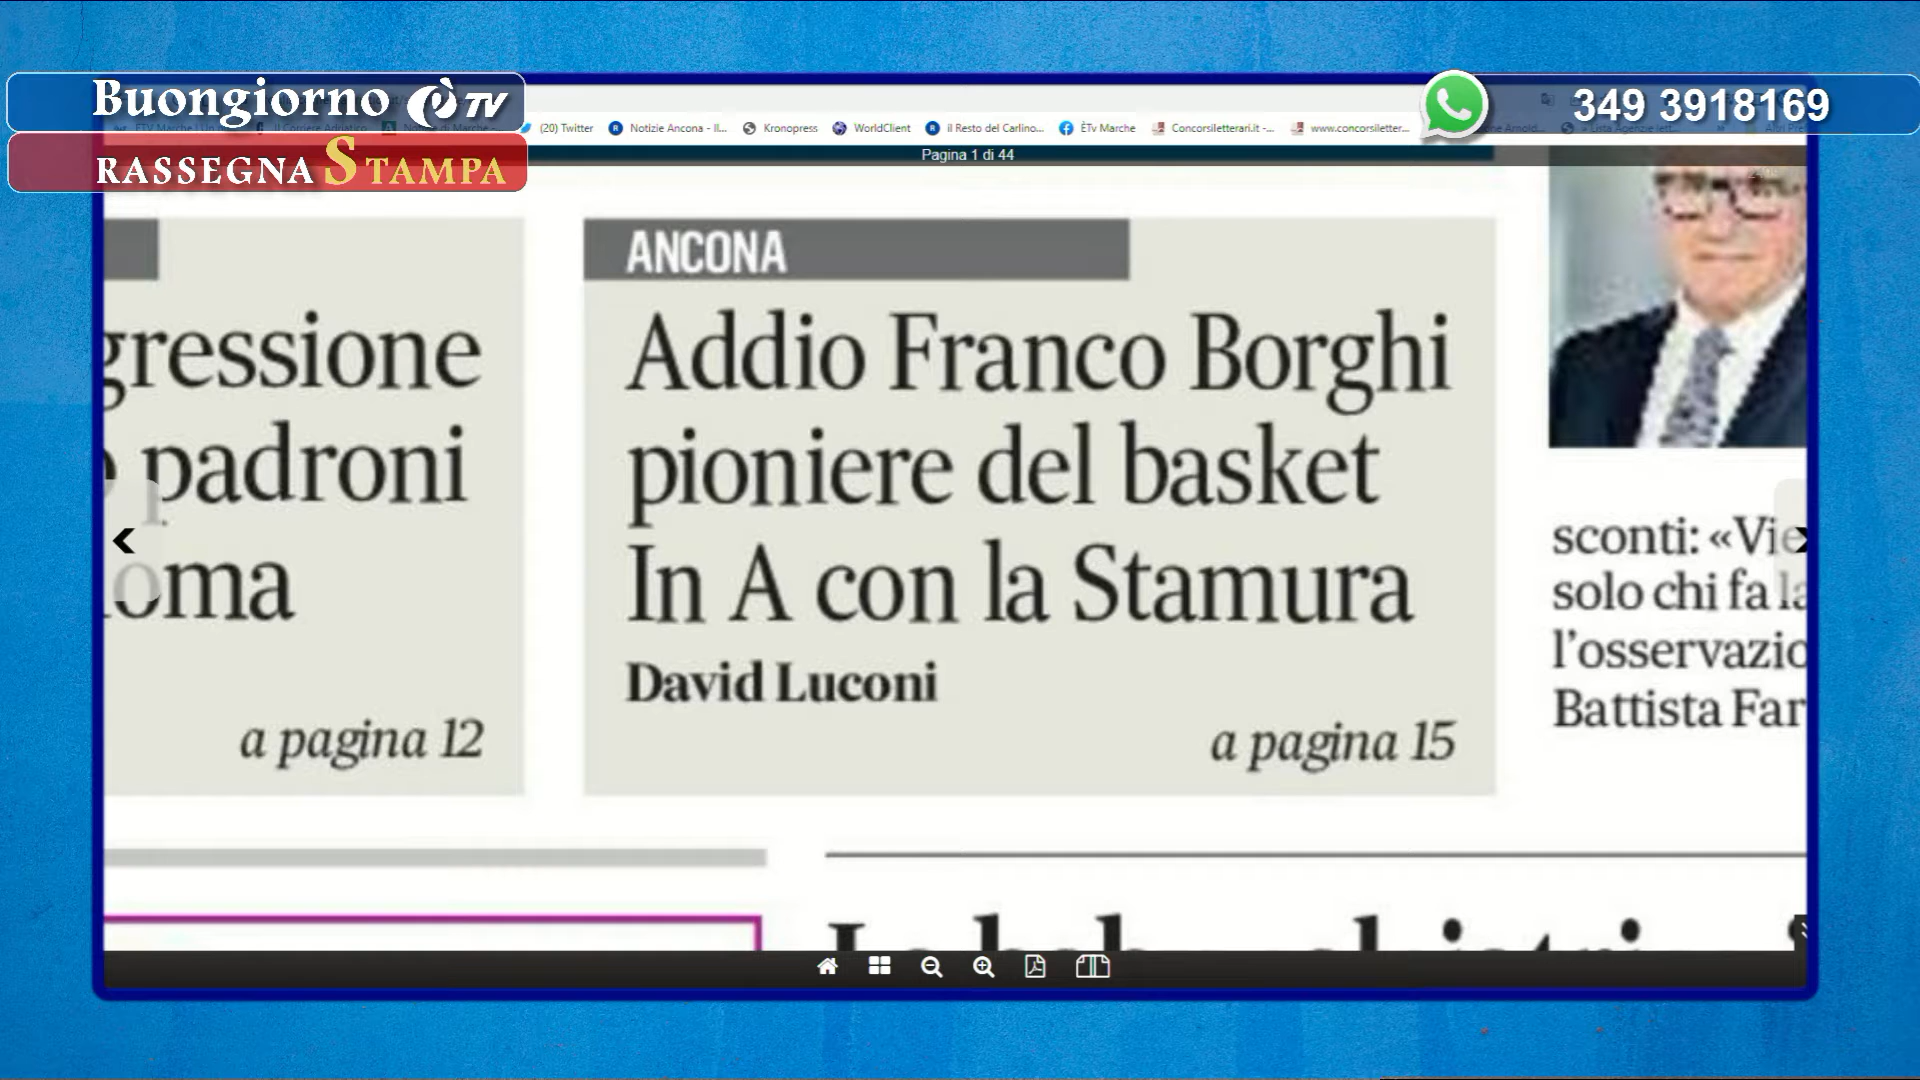 Buongiorno èTV
RASSEGNA STAMPA
349 3918169
(20) Twitter
Notizie Ancona - Il...
Kronopress
WorldClient
il Resto del Carlino...
ÈTv Marche
Concorsiletterari.it -...
www.concorsiletter...
Pagina 1 di 44
gressione
padroni
oma
a pagina 12
ANCONA
Addio Franco Borghi
pioniere del basket
In A con la Stamura
David Luconi
a pagina 15
sconti: «Vie
solo chi fa la
l'osservazio
Battista Far